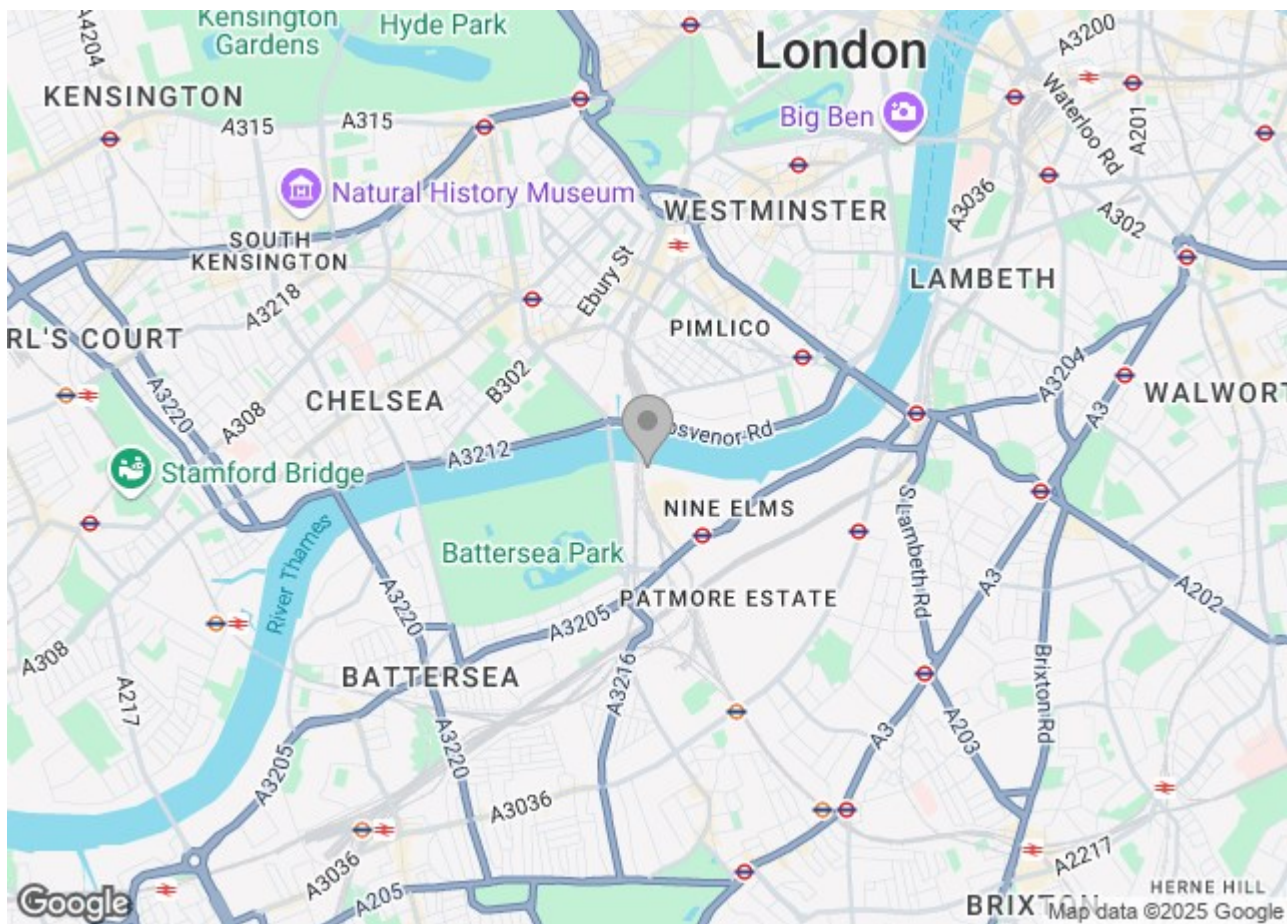 A4204
Kensington
Gardens
Hyde Park
London
A3200
KENSINGTON
A315
A315
Big Ben
Waterloo Rd
A201
Natural History Museum
WESTMINSTER
A3036
A302
SOUTH
KENSINGTON
Ebury St
LAMBETH
A3218
PIMLICO
RL'S COURT
A3220
A308
CHELSEA
B302
A3204
A3
WALWORT
osvenor Rd
A3212
Stamford Bridge
NINE ELMS
River Thames
Battersea Park
S Lambeth Rd
A3
A202
A3220
PATMORE ESTATE
A3205
A308
A217
BATTERSEA
A3216
Brixton Rd
A3205
A3220
A3
A203
A3036
A3036
A205
A2217
HERNE HILL
BRIXTON
Google
Map data ©2025 Google